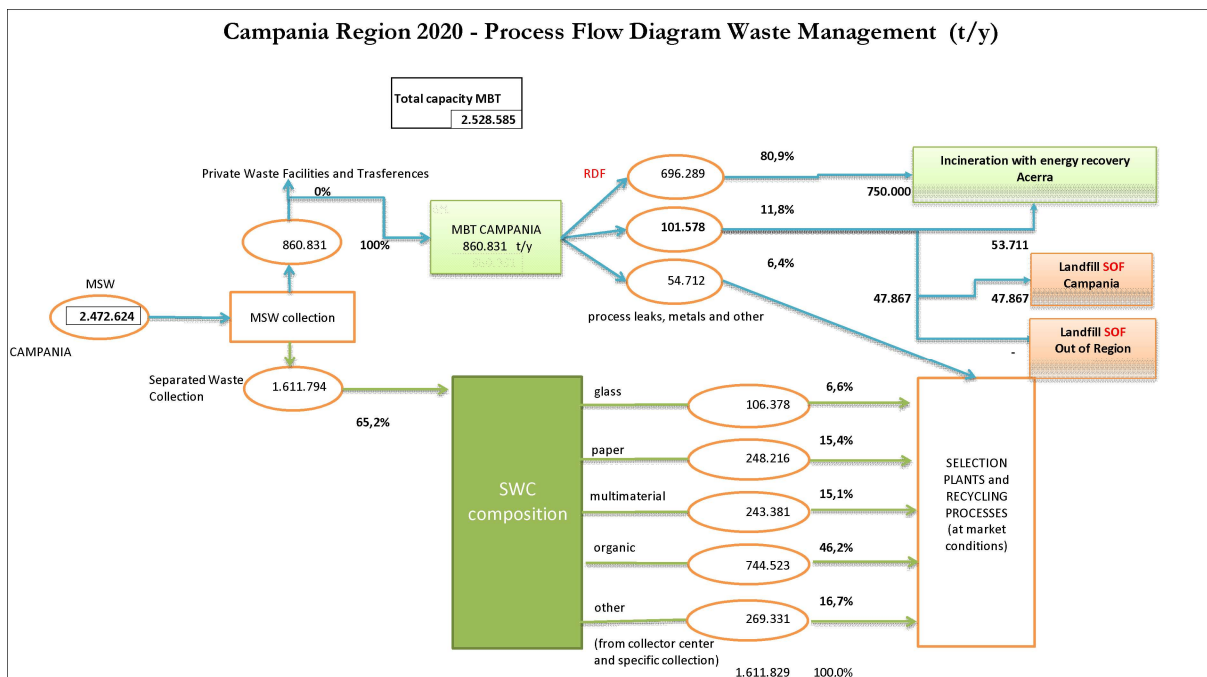 Campania Region 2020 - Process Flow Diagram Waste Management (t/y)
Total capacity MBT
2.528.585
Private Waste Facilities and Trasferences
0%
860.831
100%
MBT CAMPANIA
860.831 t/y
RDF
696.289
80,9%
Incineration with energy recovery
Acerra
750.000
11,8%
101.578
53.711
6,4%
54.712
process leaks, metals and other
47.867
47.867
Landfill SOF
Campania
Landfill SOF
Out of Region
-
MSW
2.472.624
CAMPANIA
MSW collection
Separated Waste
Collection
1.611.794
65,2%
SWC
composition
glass
106.378
6,6%
paper
248.216
15,4%
multimaterial
243.381
15,1%
organic
744.523
46,2%
other
269.331
16,7%
(from collector center
and specific collection)
1.611.829 100.0%
SELECTION
PLANTS and
RECYCLING
PROCESSES
(at market
conditions)